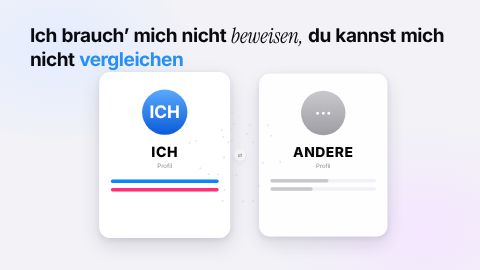 Ich brauch’ mich nicht beweisen, du kannst mich
nicht vergleichen
ICH
ICH
Profil
⇄
...
ANDERE
Profil